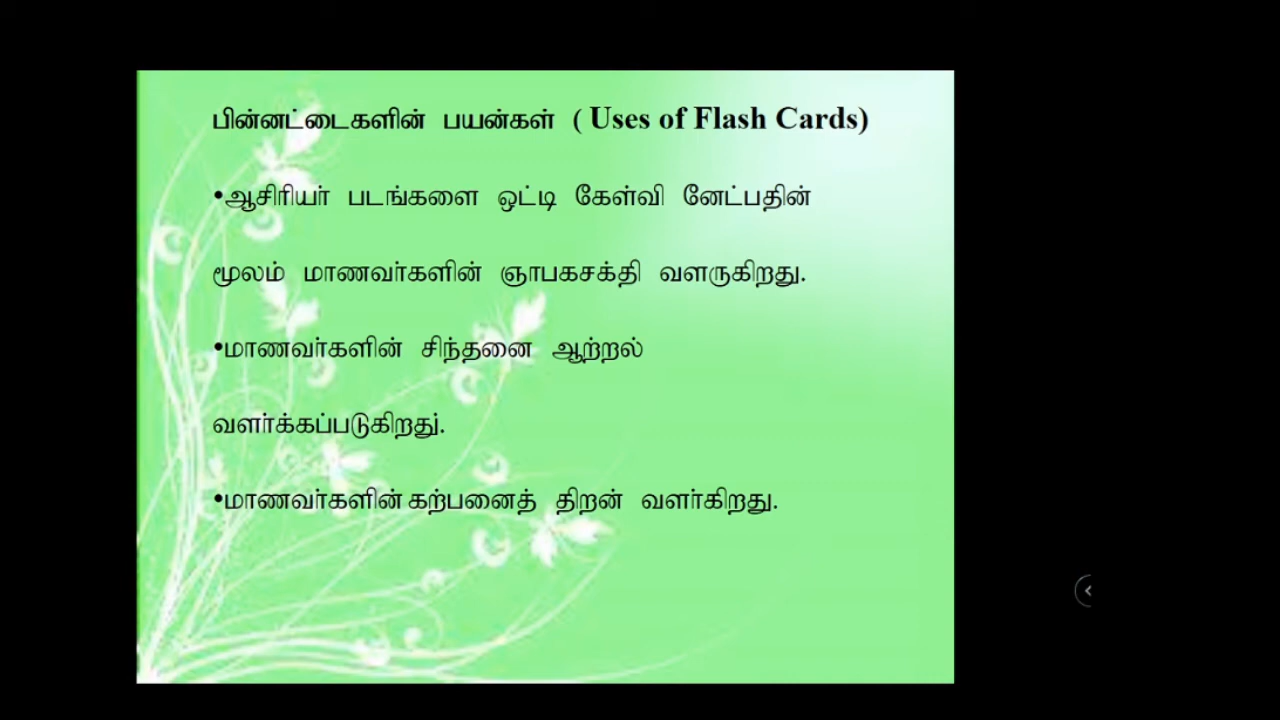 பின்னட்டைகளின் பயன்கள் ( Uses of Flash Cards)
•ஆசிரியர் படங்களை ஒட்டி கேள்வி னேட்பதின்
மூலம் மாணவர்களின் ஞாபகசக்தி வளருகிறது.
•மாணவர்களின் சிந்தனை ஆற்றல்
வளர்க்கப்படுகிறது்.
•மாணவர்களின் கற்பனைத் திறன் வளர்கிறது.